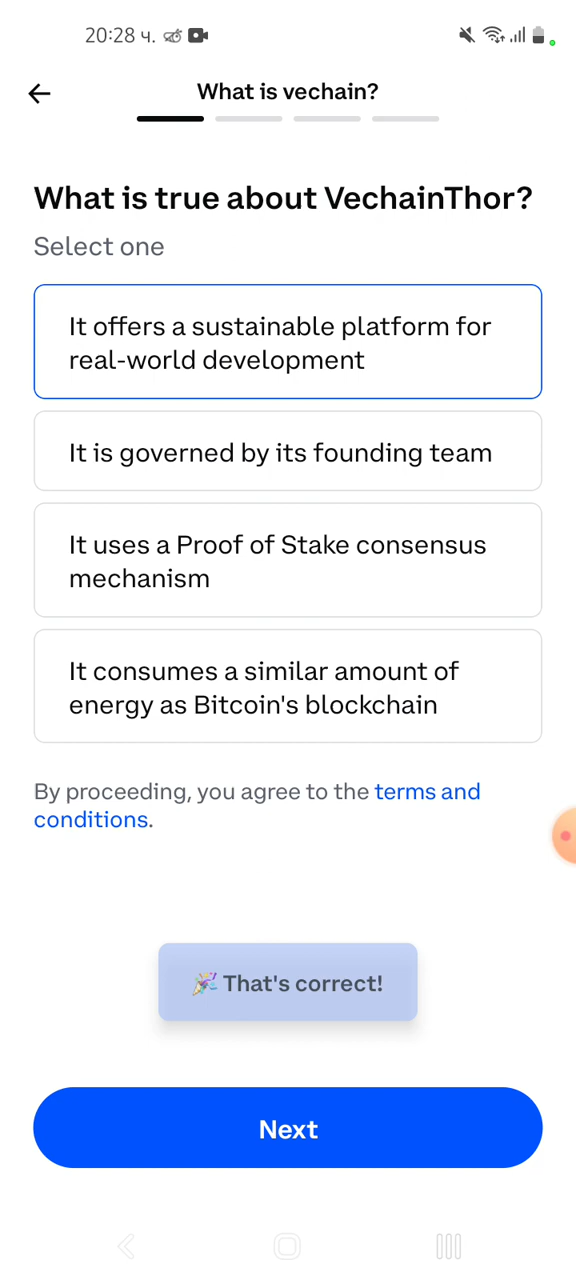 20:28 ч.
What is vechain?
What is true about VechainThor?
Select one
It offers a sustainable platform for
real-world development
It is governed by its founding team
It uses a Proof of Stake consensus
mechanism
It consumes a similar amount of
energy as Bitcoin's blockchain
By proceeding, you agree to the terms and
conditions.
🎉 That's correct!
Next